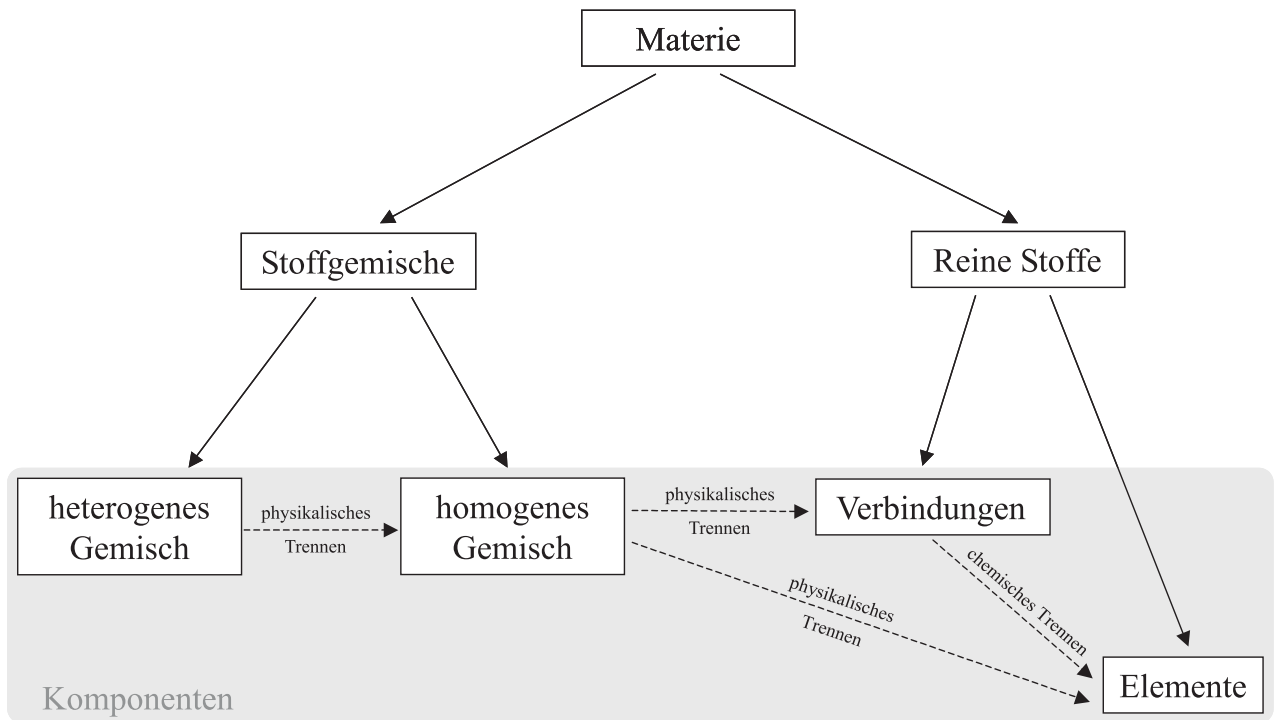 Materie
Stoffgemische
Reine Stoffe
heterogenes
Gemisch
physikalisches
Trennen
homogenes
Gemisch
physikalisches
Trennen
Verbindungen
physikalisches
Trennen
chemisches Trennen
Elemente
Komponenten